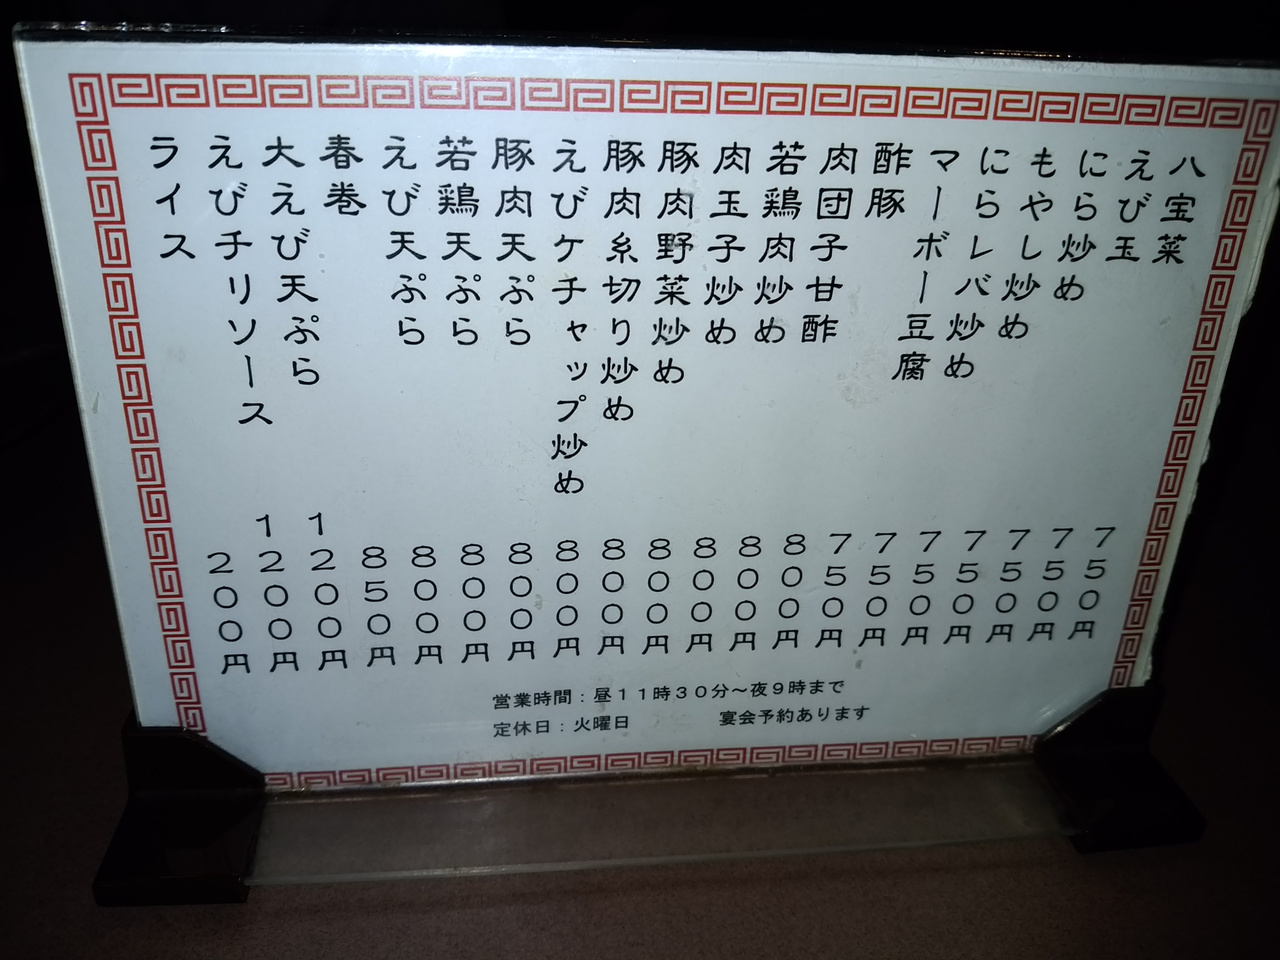 八宝菜 750円
えび玉 750円
にら炒め 750円
もやし炒め 750円
にらレバ炒め 750円
マーボー豆腐 750円
酢豚 750円
肉団子甘酢 800円
若鶏肉炒め 800円
肉玉子炒め 800円
豚肉野菜炒め 800円
豚肉糸切り炒め 800円
えびケチャップ炒め 800円
豚肉天ぷら 800円
若鶏天ぷら 800円
えび天ぷら 800円
春巻 850円
大えび天ぷら 1200円
えびチリソース 1200円
ライス 200円
営業時間：昼１１時３０分～夜９時まで
定休日：火曜日 宴会予約あります